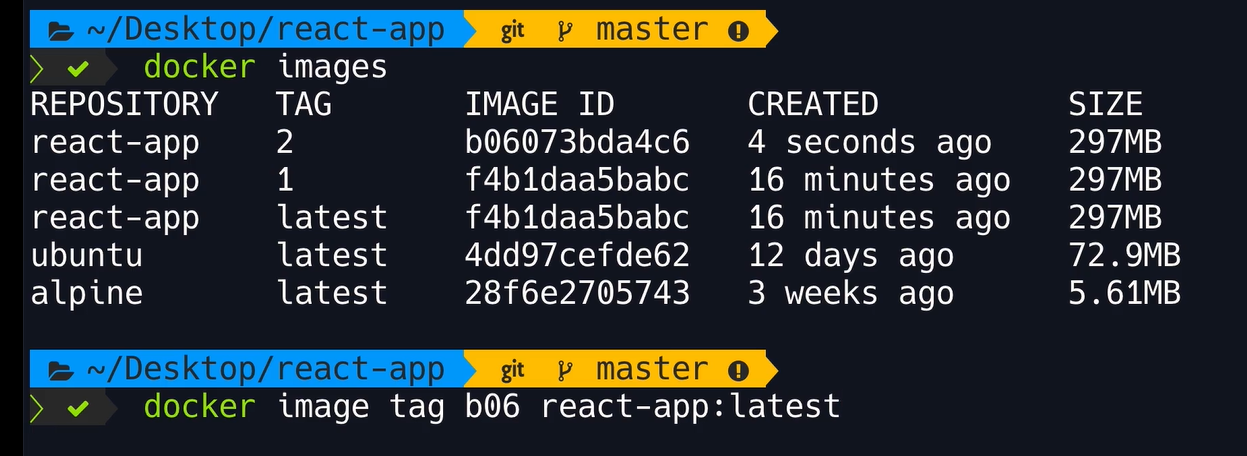 ~/Desktop/react-app git master
docker images
REPOSITORY TAG IMAGE ID CREATED SIZE
react-app 2 b06073bda4c6 4 seconds ago 297MB
react-app 1 f4b1daa5babc 16 minutes ago 297MB
react-app latest f4b1daa5babc 16 minutes ago 297MB
ubuntu latest 4dd97cefde62 12 days ago 72.9MB
alpine latest 28f6e2705743 3 weeks ago 5.61MB
~/Desktop/react-app git master
docker image tag b06 react-app:latest